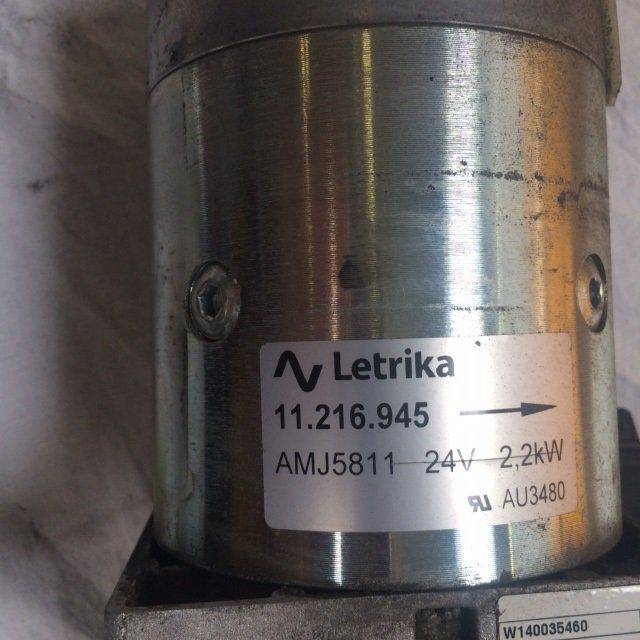 Letrika
11.216.945
AMJ5811 24V 2,2kW
AU3480
W140035460